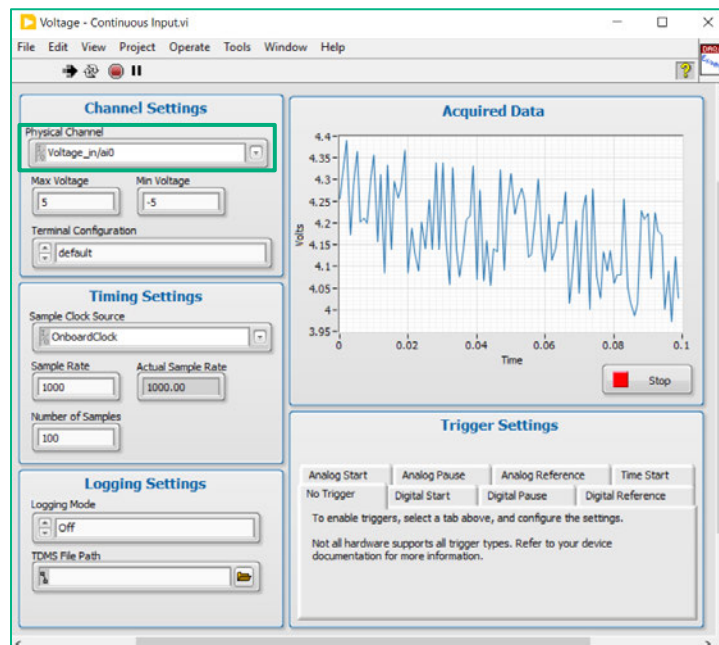 Voltage - Continuous Input.vi
File Edit View Project Operate Tools Window Help
Channel Settings
Physical Channel
Voltage_in/ai0
Max Voltage Min Voltage
5 -5
Terminal Configuration
default
Timing Settings
Sample Clock Source
OnboardClock
Sample Rate Actual Sample Rate
1000 1000.00
Number of Samples
100
Logging Settings
Logging Mode
Off
TDMS File Path
Acquired Data
4.4
4.35
4.3
4.25
4.2
4.15
4.1
4.05
4
3.95
Volts
0 0.02 0.04 0.06 0.08 0.1
Time
Stop
Trigger Settings
Analog Start Analog Pause Analog Reference Time Start
No Trigger Digital Start Digital Pause Digital Reference
To enable triggers, select a tab above, and configure the settings.
Not all hardware supports all trigger types. Refer to your device
documentation for more information.